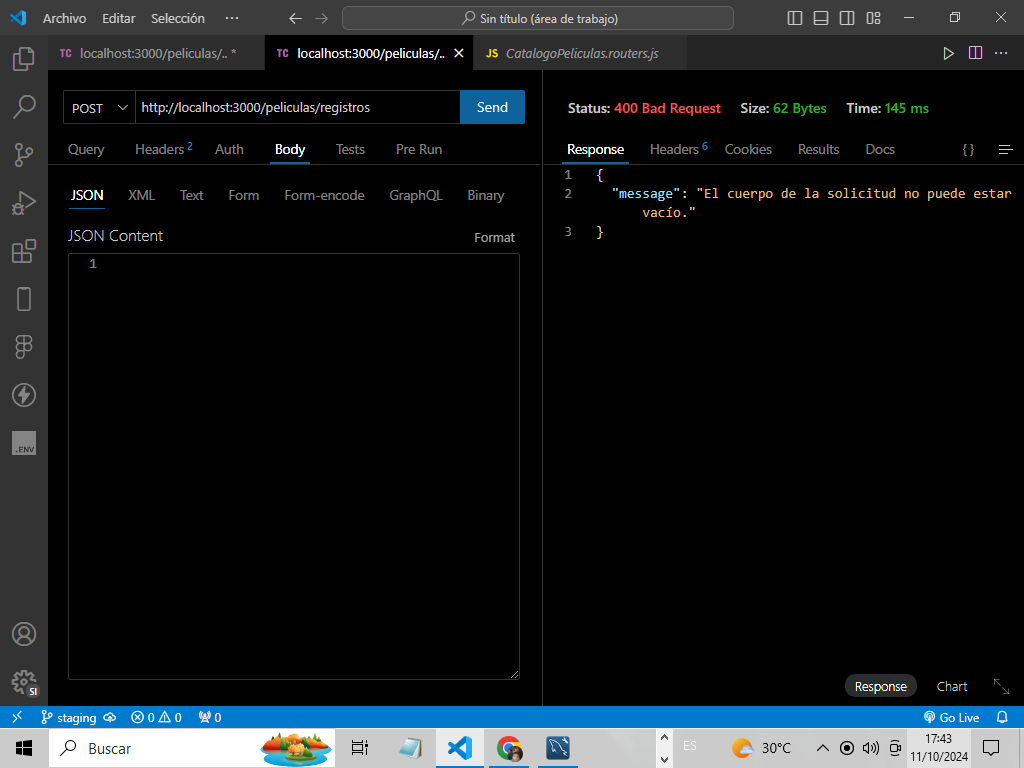 Archivo Editar Selección ··· Sin título (área de trabajo)
TC localhost:3000/peliculas/.. * TC localhost:3000/peliculas/.. JS CatalogoPeliculas.routers.js
POST http://localhost:3000/peliculas/registros Send
Query Headers 2 Auth Body Tests Pre Run
JSON XML Text Form Form-encode GraphQL Binary
JSON Content Format
1
Status: 400 Bad Request Size: 62 Bytes Time: 145 ms
Response Headers 6 Cookies Results Docs { }
1 {
2 "message": "El cuerpo de la solicitud no puede estar
vacío."
3 }
Response Chart
.ENV
SI
staging 0 0 0 Go Live
Buscar ES 30°C 17:43
11/10/2024